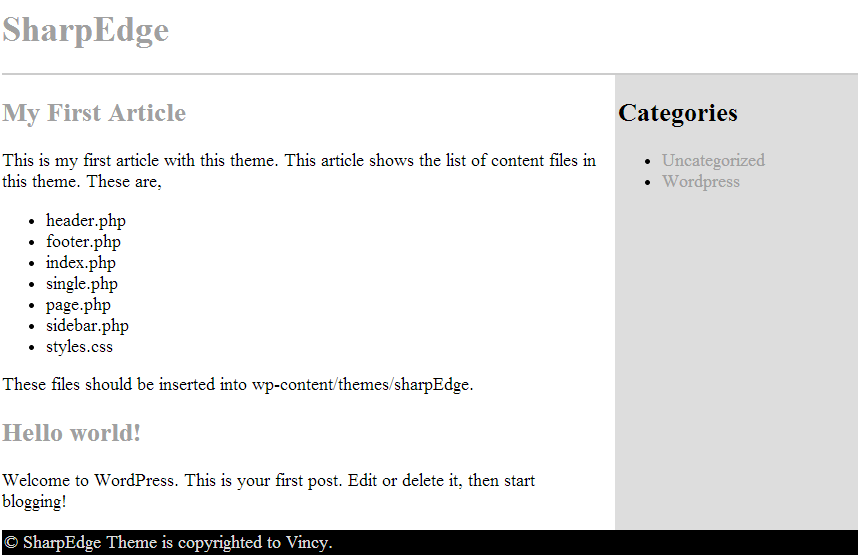 SharpEdge
My First Article
This is my first article with this theme. This article shows the list of content files in
this theme. These are,
header.php
footer.php
index.php
single.php
page.php
sidebar.php
styles.css
These files should be inserted into wp-content/themes/sharpEdge.
Hello world!
Welcome to WordPress. This is your first post. Edit or delete it, then start
blogging!
Categories
Uncategorized
Wordpress
© SharpEdge Theme is copyrighted to Vincy.